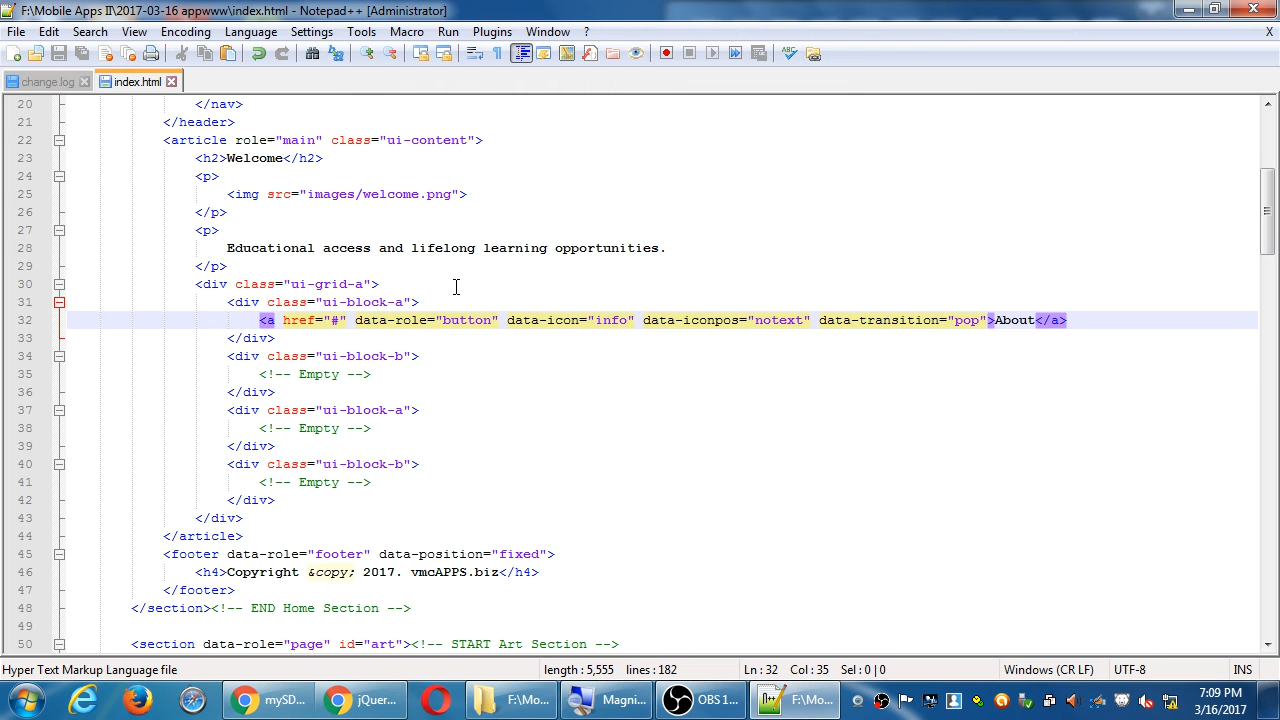 F:\Mobile Apps II\2017-03-16 appwww\index.html - Notepad++ [Administrator]
File Edit Search View Encoding Language Settings Tools Macro Run Plugins Window ? X
change.log index.html
20 </nav>
21 </header>
22 <article role="main" class="ui-content">
23 <h2>Welcome</h2>
24 <p>
25 <img src="images/welcome.png">
26 </p>
27 <p>
28 Educational access and lifelong learning opportunities.
29 </p>
30 <div class="ui-grid-a">
31 <div class="ui-block-a">
32 <a href="#" data-role="button" data-icon="info" data-iconpos="notext" data-transition="pop">About</a>
33 </div>
34 <div class="ui-block-b">
35 <!-- Empty -->
36 </div>
37 <div class="ui-block-a">
38 <!-- Empty -->
39 </div>
40 <div class="ui-block-b">
41 <!-- Empty -->
42 </div>
43 </div>
44 </article>
45 <footer data-role="footer" data-position="fixed">
46 <h4>Copyright &copy; 2017. vmcAPPS.biz</h4>
47 </footer>
48 </section><!-- END Home Section -->
49
50 <section data-role="page" id="art"><!-- START Art Section -->
Hyper Text Markup Language file length : 5,555 lines : 182 Ln : 32 Col : 35 Sel : 0 | 0 Windows (CR LF) UTF-8 INS
mySD... jQuer... F:\Mo... Magni... OBS 1... F:\Mo... 7:09 PM
3/16/2017